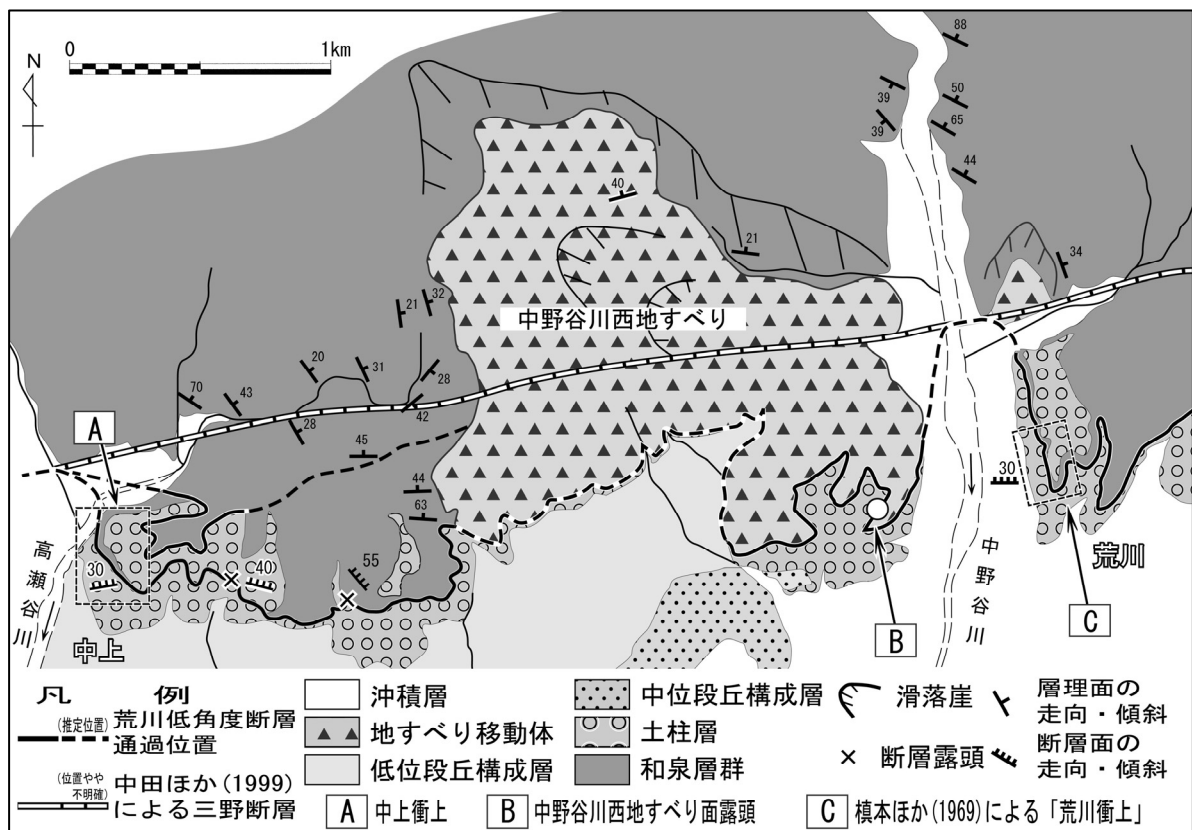 0 1km
N
88
39
50
65
39
44
40
21
34
32
21
中野谷川西地すべり
20
31
28
70
43
42
28
A
45
44
30
63
荒川
高瀬谷川
30
40
55
中野谷川
中上
B
C
凡例
沖積層
中位段丘構成層
滑落崖
層理面の
走向・傾斜
(推定位置)
荒川低角度断層
通過位置
地すべり移動体
土柱層
断層露頭
断層面の
走向・傾斜
(位置やや
不明確)
中田ほか(1999)
による三野断層
低位段丘構成層
和泉層群
A 中上衝上
B 中野谷川西地すべり面露頭
C 槙本ほか(1969)による「荒川衝上」